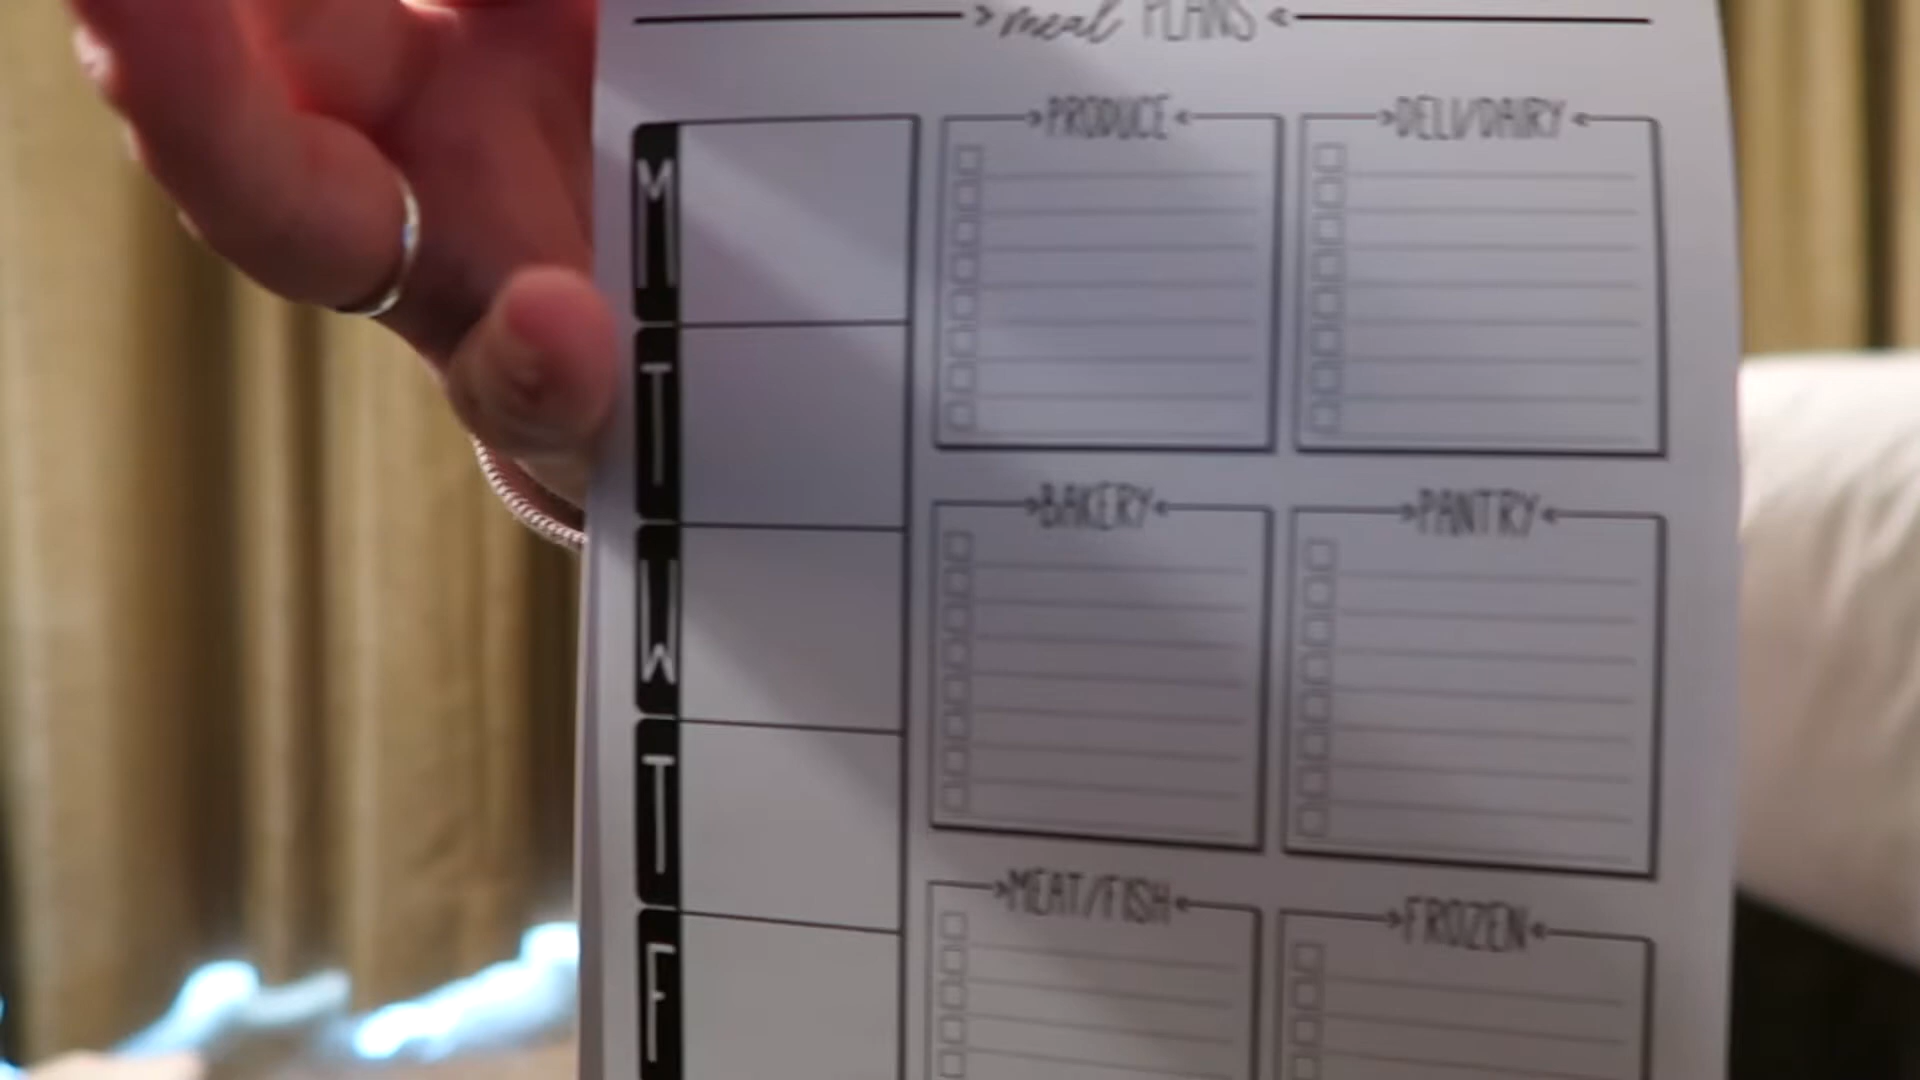 meal PLANS
M
T
W
T
F
PRODUCE
DELI/DAIRY
BAKERY
PANTRY
MEAT/FISH
FROZEN